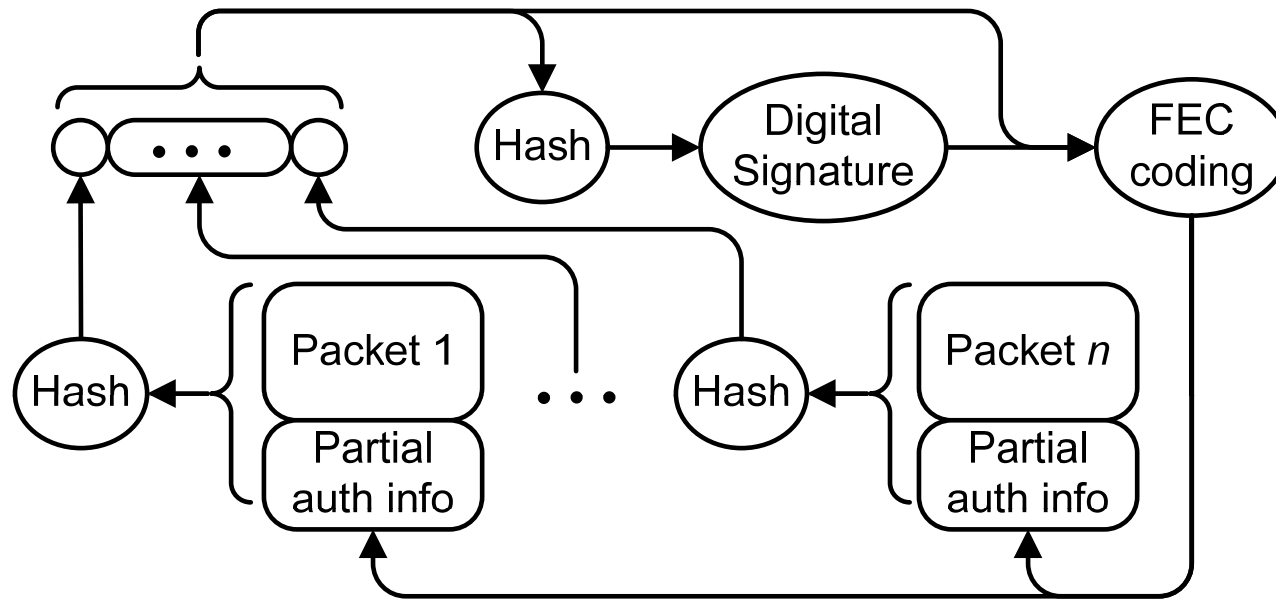 • • •
Hash
Digital
Signature
FEC
coding
Hash
Packet 1
Partial
auth info
• • •
Hash
Packet n
Partial
auth info